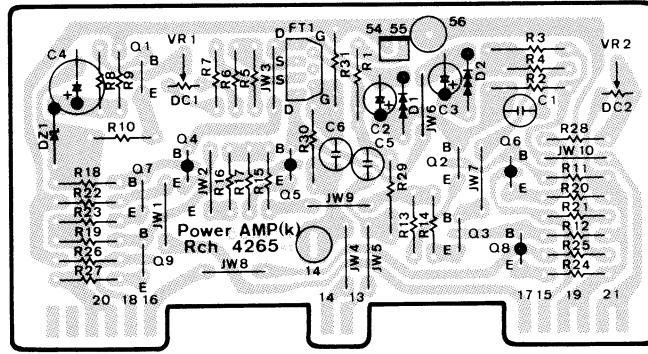 C4
R8
R9
Q1
B
E
VR1
DC1
R7
R6
R5
JW3
FT1
D
G
S
S
D
G
R31
R1
54 55
56
C2
D1
JW6
C3
D2
R3
R4
R2
C1
VR2
DC2
DZ1
R10
Q4
B
E
JW2
R16
R17
R15
B
E
Q5
R30
C6
C5
R29
B
Q2
E
JW7
Q6
B
E
R28
JW10
R18
R22
R23
R19
R26
R27
Q7
B
E
JW1
B
Q9
E
Power AMP(k)
Rch 4265
JW8
JW9
14
JW4
JW5
R13
R14
B
Q3
E
B
Q8
E
R11
R20
R21
R12
R25
R24
20 18 16
14 13
17 15 19 21